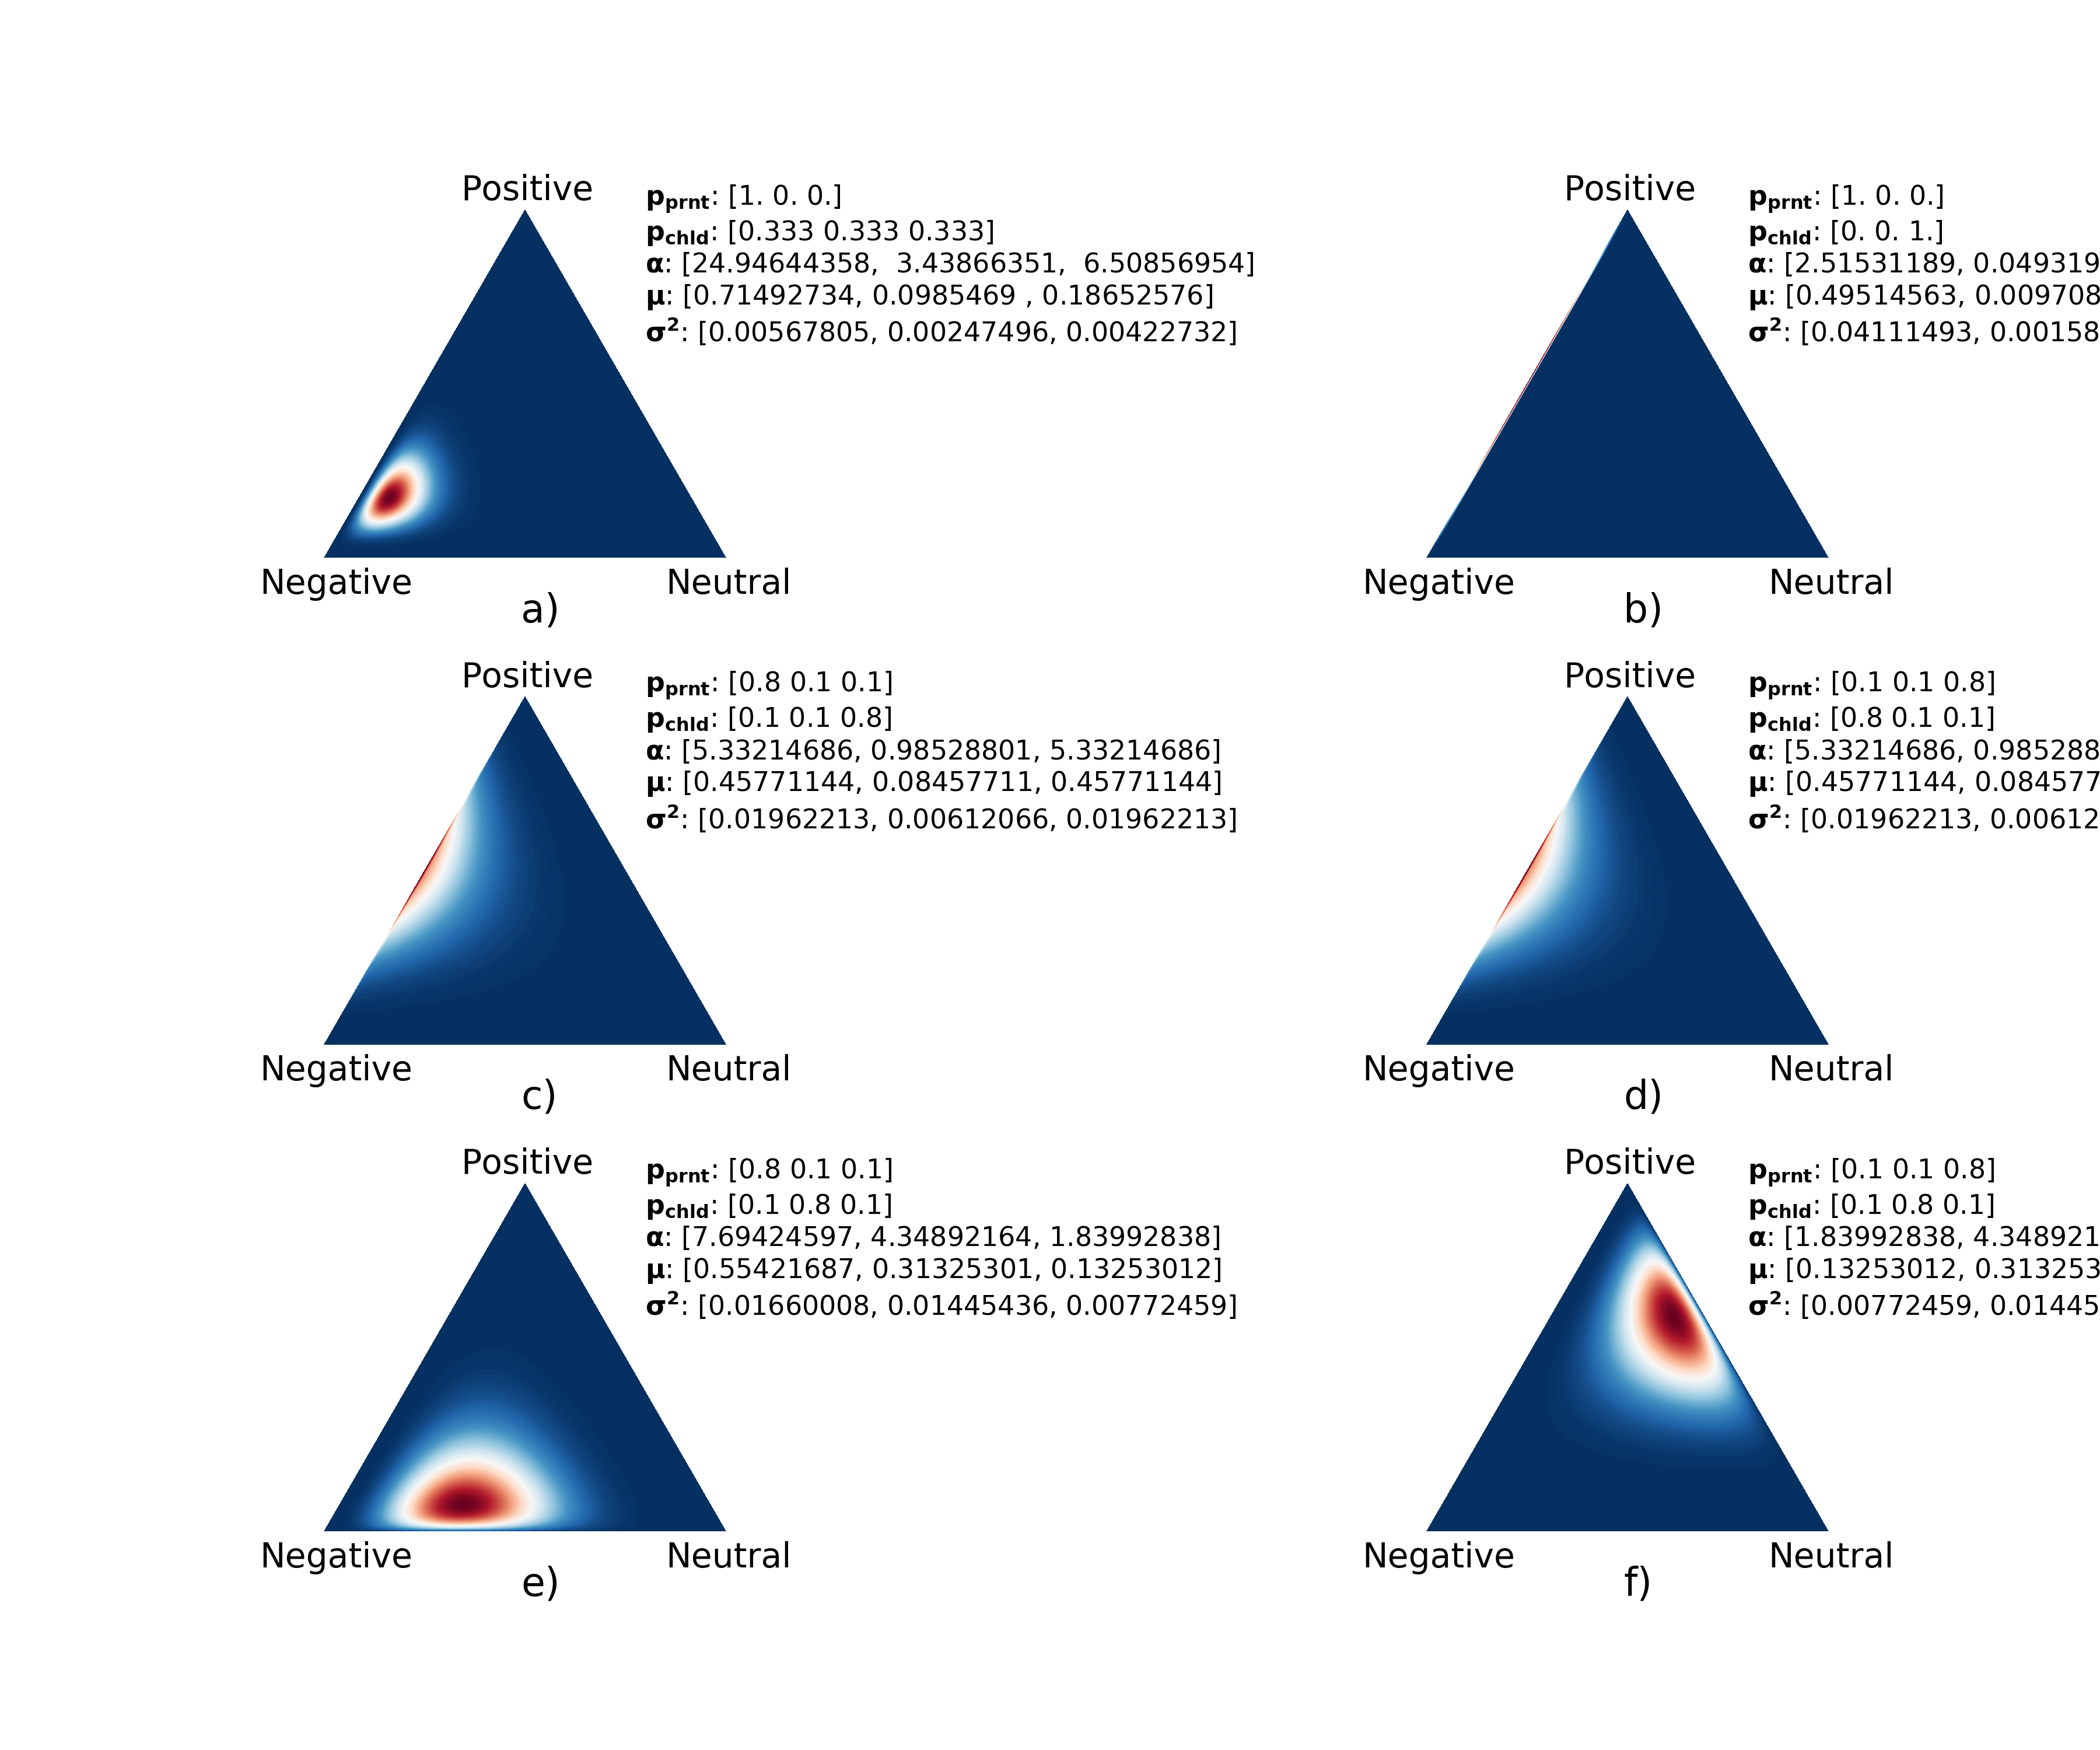 Positive
p_prnt: [1. 0. 0.]
p_chld: [0.333 0.333 0.333]
α: [24.94644358,  3.43866351,  6.50856954]
μ: [0.71492734, 0.0985469 , 0.18652576]
σ²: [0.00567805, 0.00247496, 0.00422732]
Negative
Neutral
a)
Positive
p_prnt: [1. 0. 0.]
p_chld: [0. 0. 1.]
α: [2.51531189, 0.049319
μ: [0.49514563, 0.009708
σ²: [0.04111493, 0.00158
Negative
Neutral
b)
Positive
p_prnt: [0.8 0.1 0.1]
p_chld: [0.1 0.1 0.8]
α: [5.33214686, 0.98528801, 5.33214686]
μ: [0.45771144, 0.08457711, 0.45771144]
σ²: [0.01962213, 0.00612066, 0.01962213]
Negative
Neutral
c)
Positive
p_prnt: [0.1 0.1 0.8]
p_chld: [0.8 0.1 0.1]
α: [5.33214686, 0.985288
μ: [0.45771144, 0.084577
σ²: [0.01962213, 0.00612
Negative
Neutral
d)
Positive
p_prnt: [0.8 0.1 0.1]
p_chld: [0.1 0.8 0.1]
α: [7.69424597, 4.34892164, 1.83992838]
μ: [0.55421687, 0.31325301, 0.13253012]
σ²: [0.01660008, 0.01445436, 0.00772459]
Negative
Neutral
e)
Positive
p_prnt: [0.1 0.1 0.8]
p_chld: [0.1 0.8 0.1]
α: [1.83992838, 4.348921
μ: [0.13253012, 0.313253
σ²: [0.00772459, 0.01445
Negative
Neutral
f)